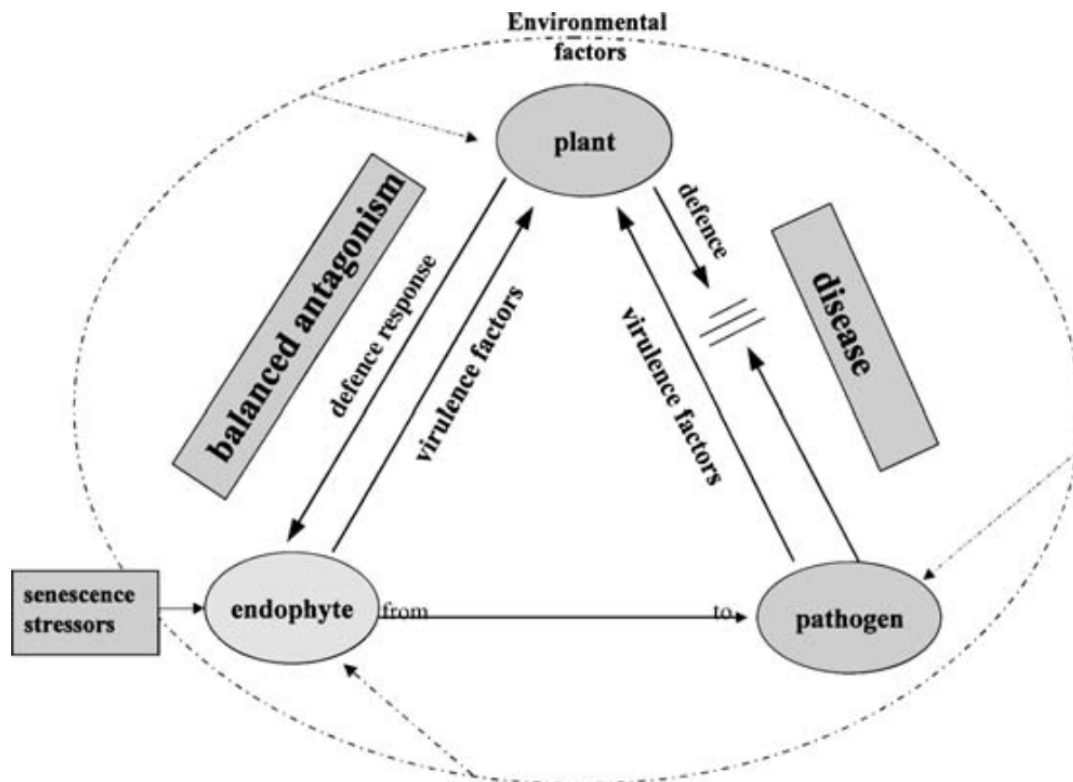 Environmental
factors
plant
balanced antagonism
defence response
virulence factors
defence
virulence factors
disease
senescence
stressors
endophyte
from
to
pathogen